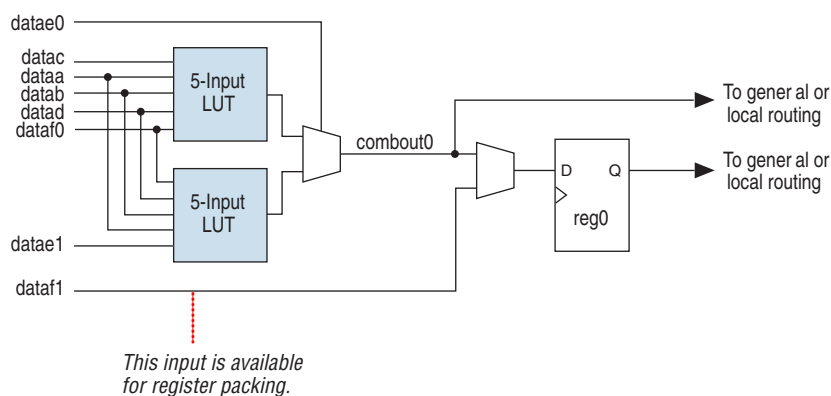 datae0
datac
dataa
datab
datad
dataf0
5-Input
LUT
combout0
5-Input
LUT
datae1
dataf1
D
Q
reg0
To gener al or
local routing
To gener al or
local routing
This input is available
for register packing.